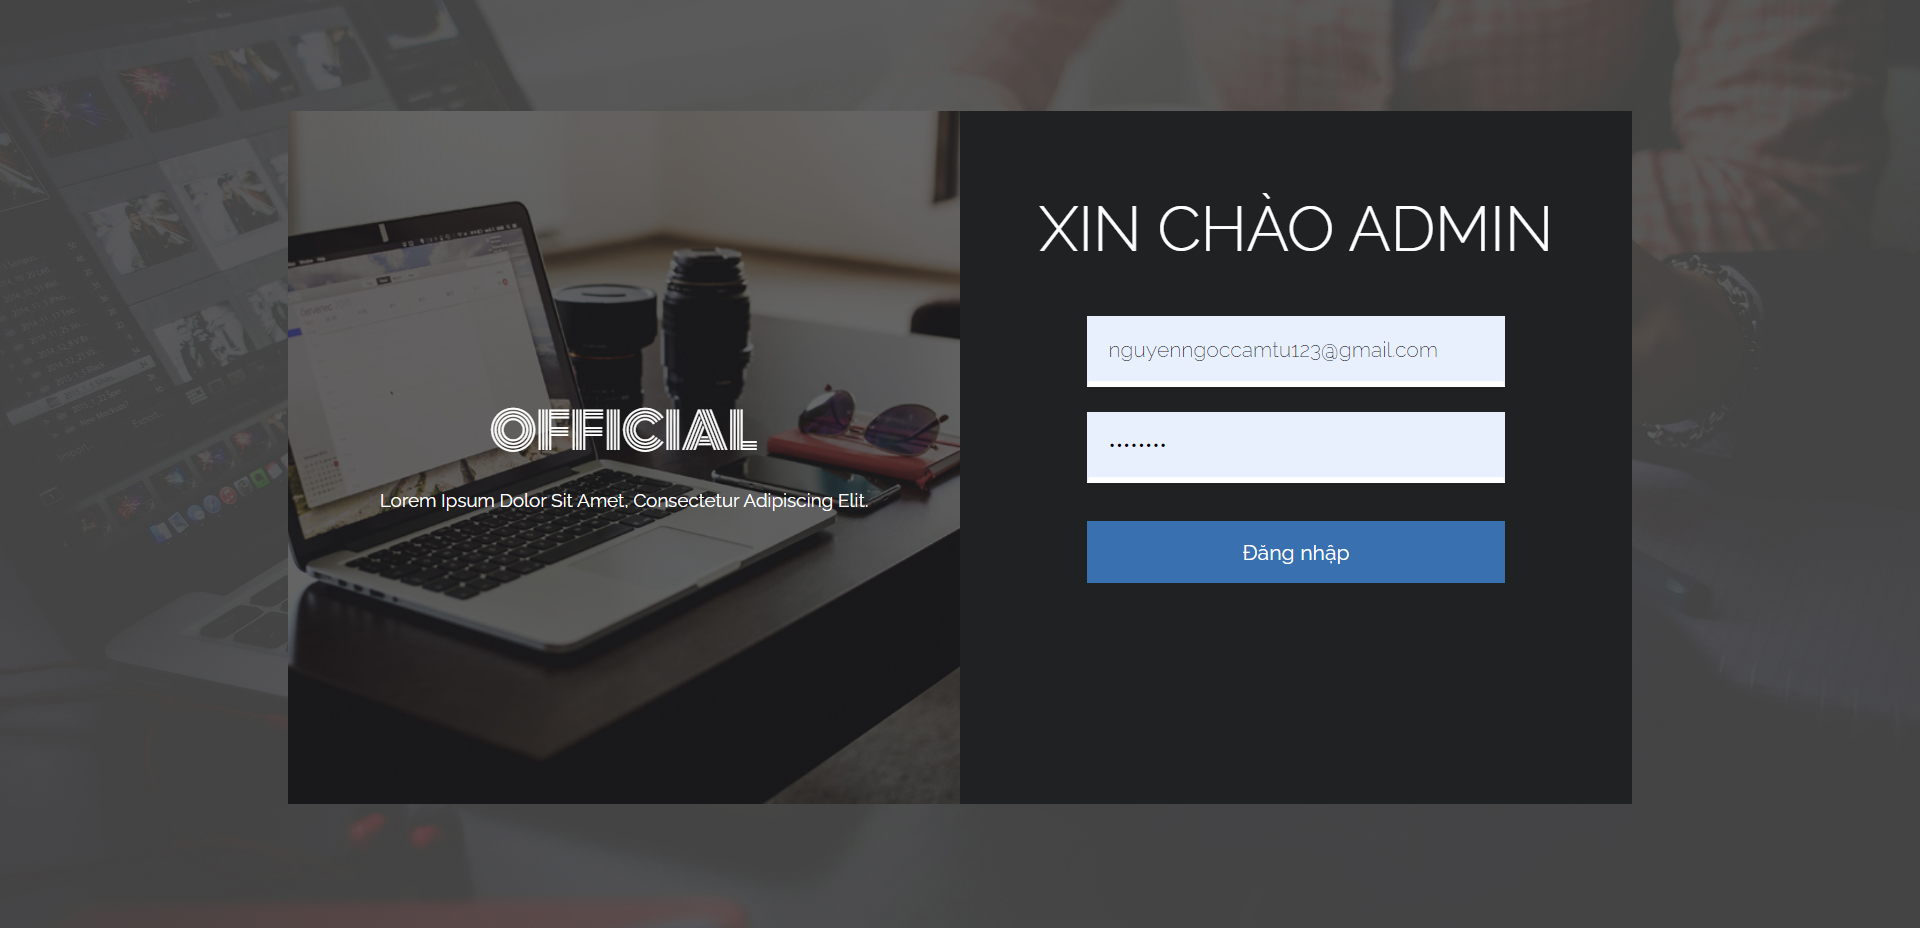 OFFICIAL
Lorem Ipsum Dolor Sit Amet, Consectetur Adipiscing Elit.
XIN CHÀO ADMIN
nguyenngoccamtu123@gmail.com
••••••••
Đăng nhập